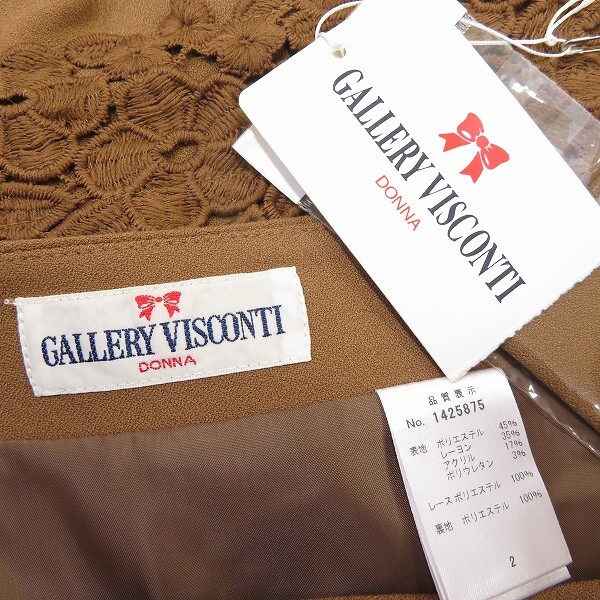 GALLERY VISCONTI
DONNA
GALLERY VISCONTI
DONNA
品質表示
No. 1425875
表地 ポリエステル 45%
レーヨン 35%
アクリル 17%
ポリウレタン 3%
レース ポリエステル 100%
裏地 ポリエステル 100%
2